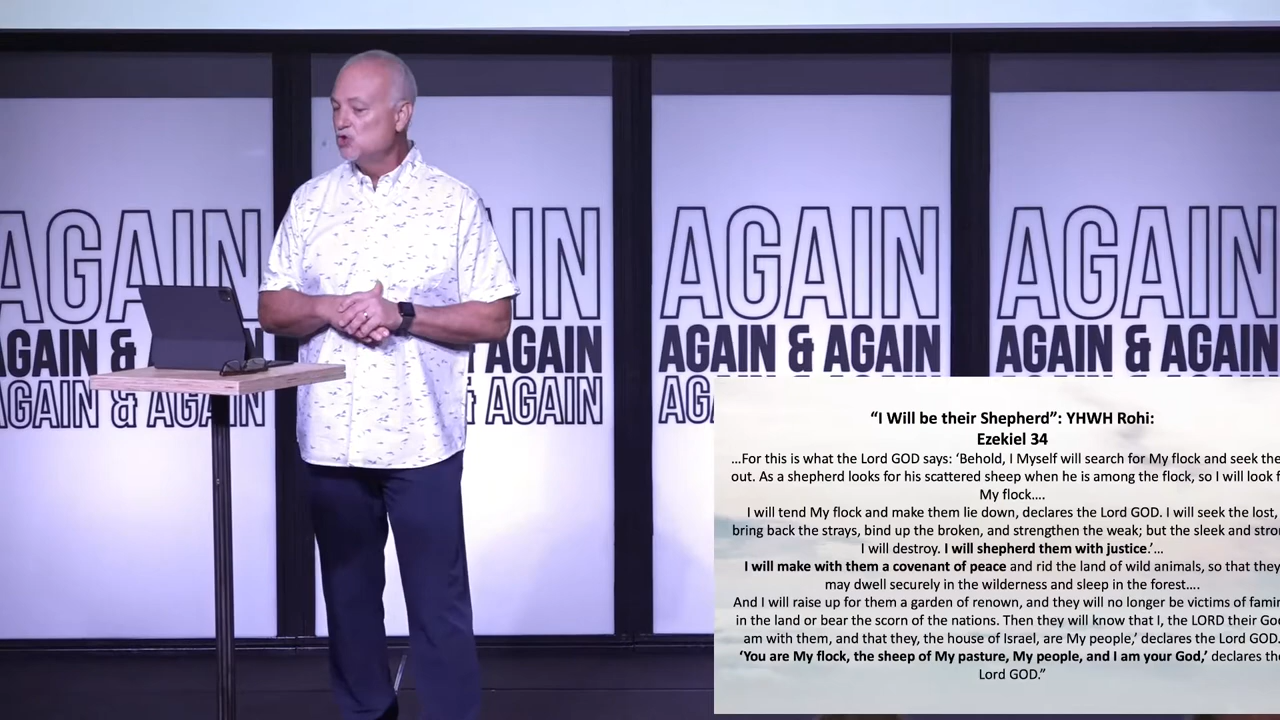 AGAIN
AGAIN & AGAIN
AGAIN
AGAIN & AGAIN
AGAIN
AGAIN & AGAIN
AGAIN & AGAIN
“I Will be their Shepherd”: YHWH Rohi:
Ezekiel 34
…For this is what the Lord GOD says: ‘Behold, I Myself will search for My flock and seek
out. As a shepherd looks for his scattered sheep when he is among the flock, so I will look
My flock….
I will tend My flock and make them lie down, declares the Lord GOD. I will seek the lost,
bring back the strays, bind up the broken, and strengthen the weak; but the sleek and
I will destroy. I will shepherd them with justice.’…
I will make with them a covenant of peace and rid the land of wild animals, so that they
may dwell securely in the wilderness and sleep in the forest….
And I will raise up for them a garden of renown, and they will no longer be victims of
in the land or bear the scorn of the nations. Then they will know that I, the LORD their
am with them, and that they, the house of Israel, are My people,’ declares the Lord GOD.
‘You are My flock, the sheep of My pasture, My people, and I am your God,’ declares the
Lord GOD.”